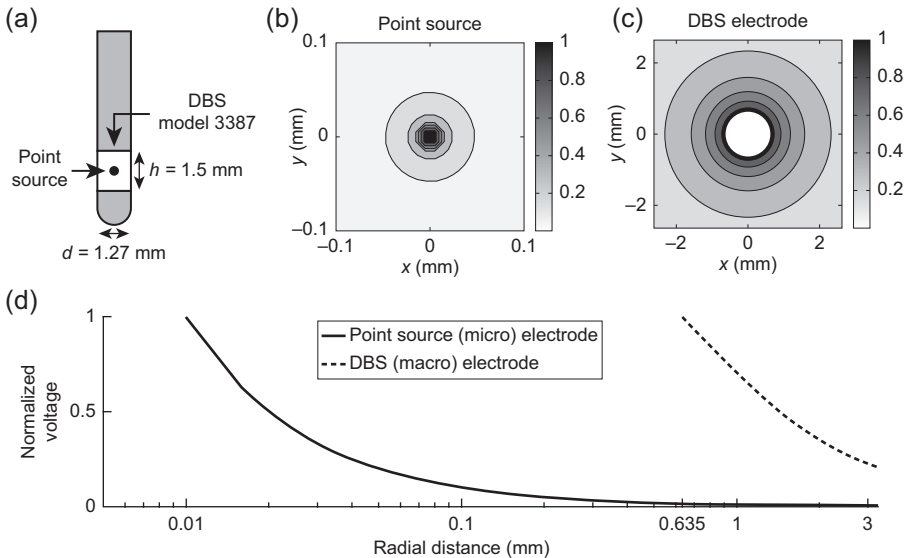 (a)
DBS
model 3387
Point
source
h = 1.5 mm
d = 1.27 mm
(b)
Point source
0.1
0
–0.1
y (mm)
–0.1
0
0.1
x (mm)
1
0.8
0.6
0.4
0.2
(c)
DBS electrode
2
0
–2
y (mm)
–2
0
2
x (mm)
1
0.8
0.6
0.4
0.2
(d)
1
0.5
0
Normalized
voltage
Point source (micro) electrode
DBS (macro) electrode
0.01
0.1
0.635
1
3
Radial distance (mm)